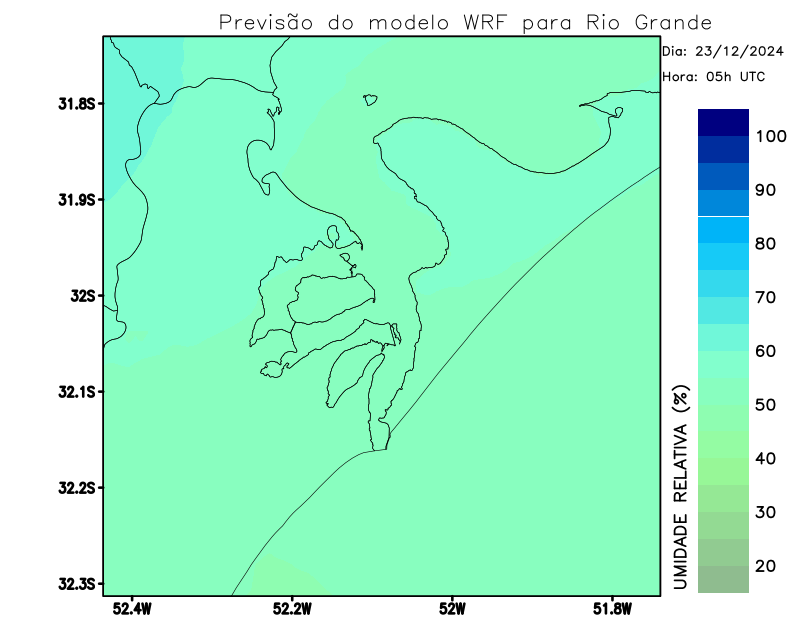 Previsão do modelo WRF para Rio Grande
Dia: 23/12/2024
Hora: 05h UTC
31.8S
31.9S
32S
32.1S
32.2S
32.3S
52.4W
52.2W
52W
51.8W
UMIDADE RELATIVA (%)
100
90
80
70
60
50
40
30
20